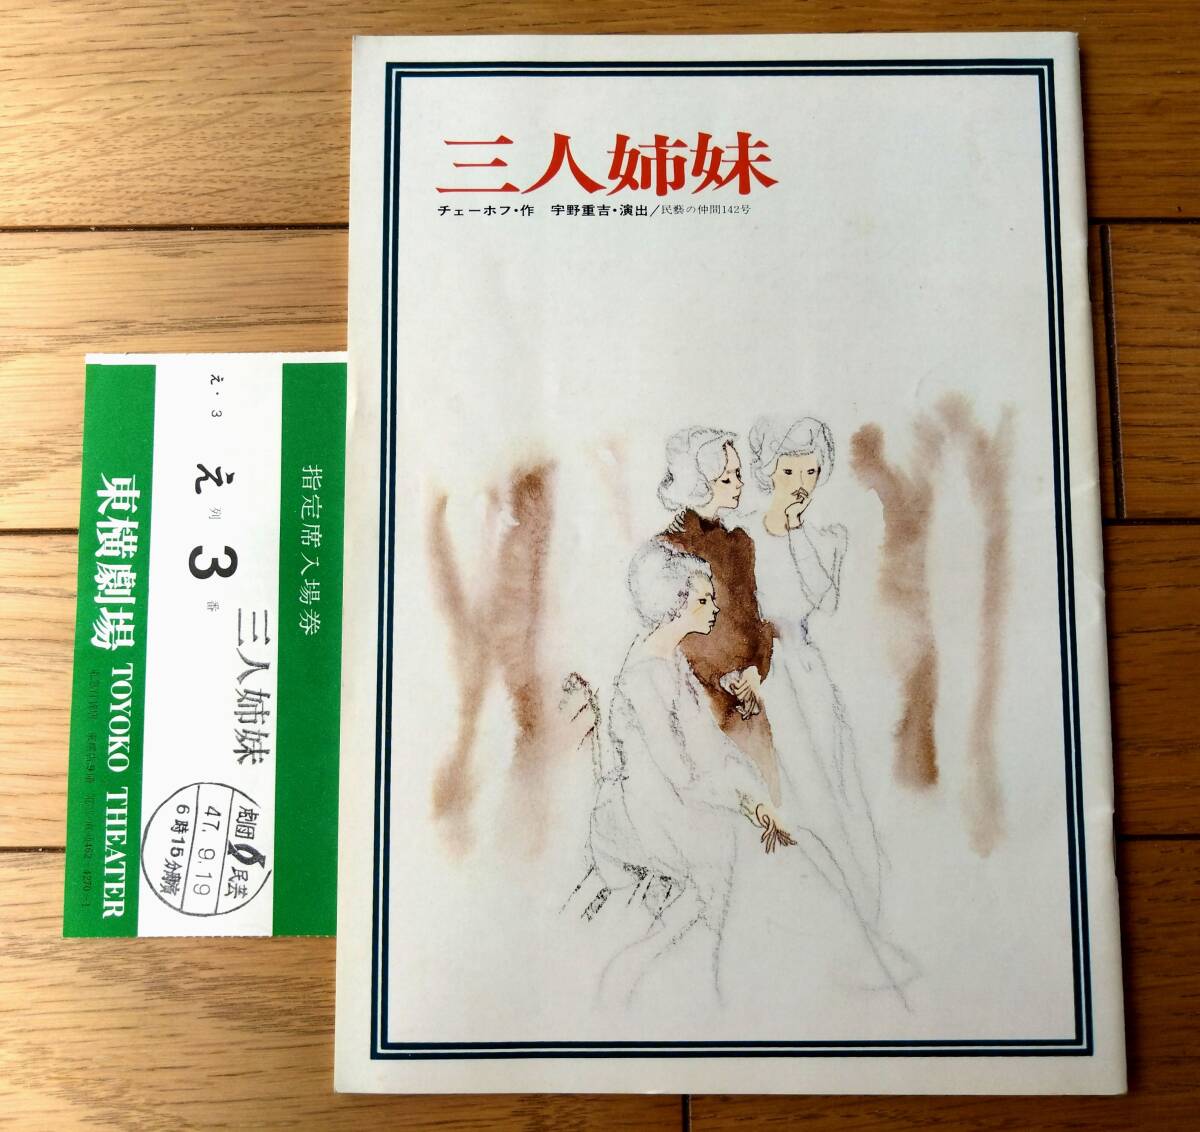 三人姉妹
チェーホフ・作 宇野重吉・演出/民藝の仲間142号
指定席入場券
え・3
え列3番
三人姉妹
劇団民芸
47.9.19
6時15分開演
東横劇場 TOYOKO THEATER